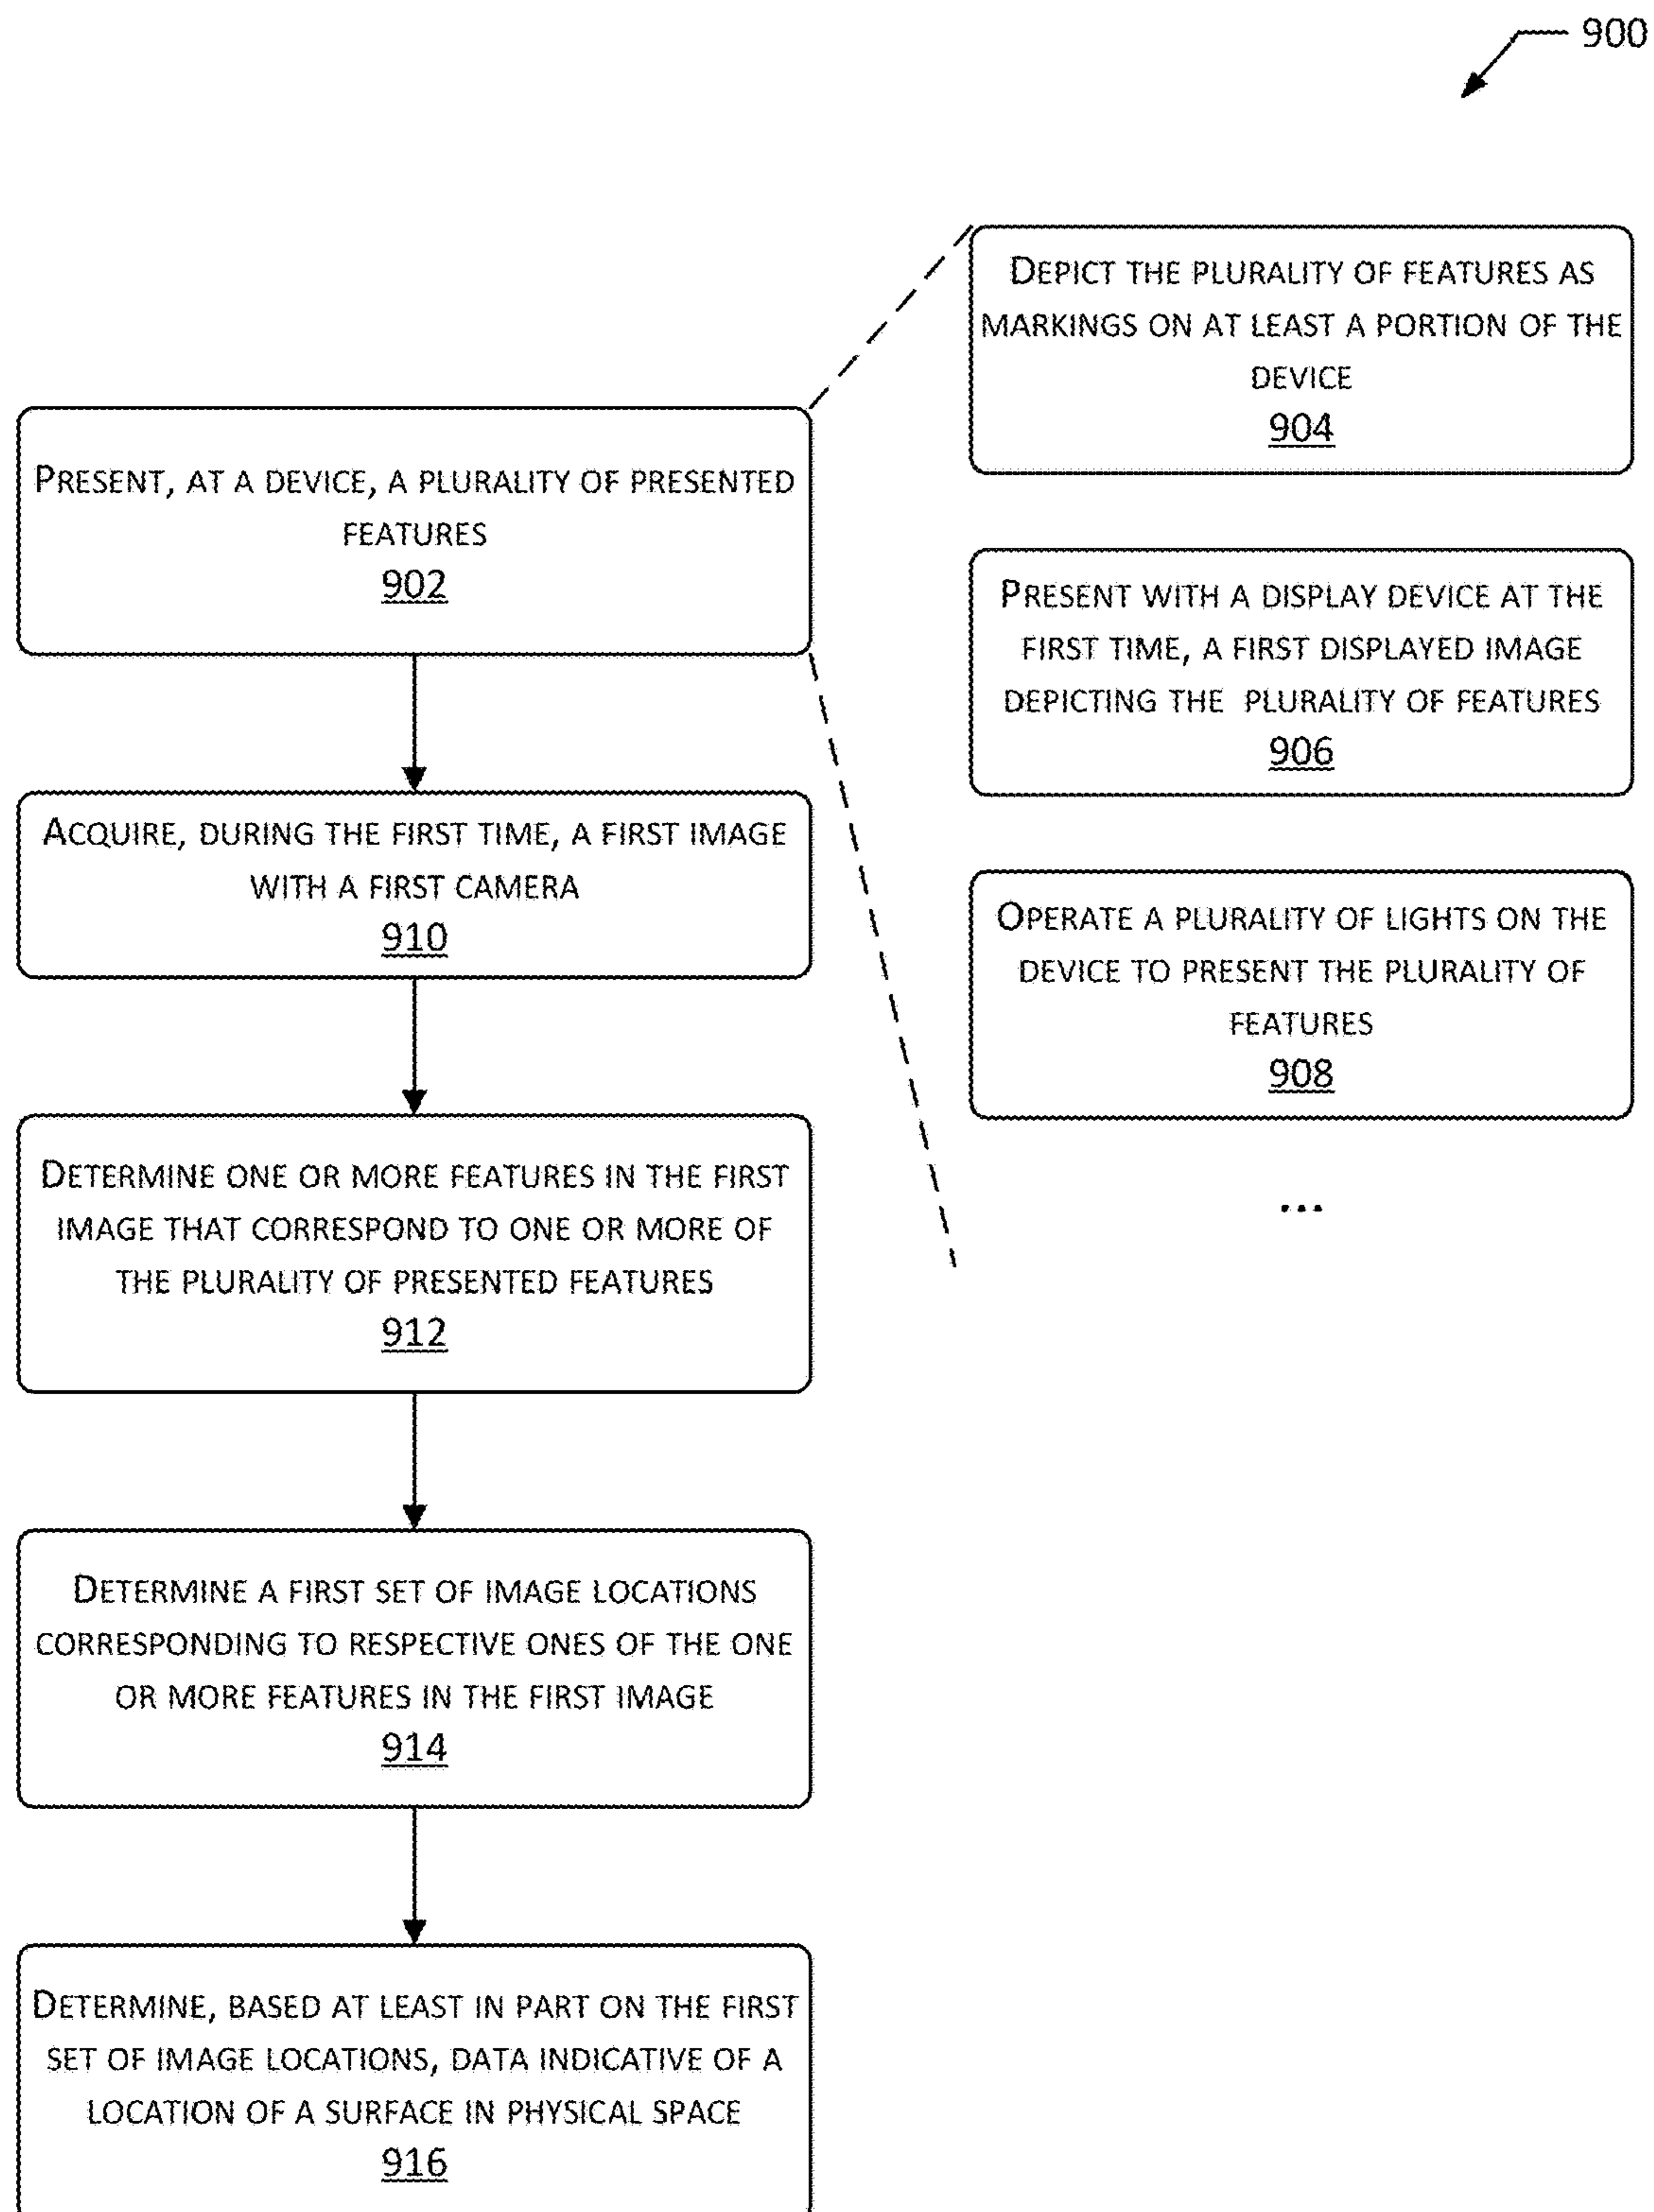 900
PRESENT, AT A DEVICE, A PLURALITY OF PRESENTED
FEATURES
902
DEPICT THE PLURALITY OF FEATURES AS
MARKINGS ON AT LEAST A PORTION OF THE
DEVICE
904
PRESENT WITH A DISPLAY DEVICE AT THE
FIRST TIME, A FIRST DISPLAYED IMAGE
DEPICTING THE PLURALITY OF FEATURES
906
OPERATE A PLURALITY OF LIGHTS ON THE
DEVICE TO PRESENT THE PLURALITY OF
FEATURES
908
...
ACQUIRE, DURING THE FIRST TIME, A FIRST IMAGE
WITH A FIRST CAMERA
910
DETERMINE ONE OR MORE FEATURES IN THE FIRST
IMAGE THAT CORRESPOND TO ONE OR MORE OF
THE PLURALITY OF PRESENTED FEATURES
912
DETERMINE A FIRST SET OF IMAGE LOCATIONS
CORRESPONDING TO RESPECTIVE ONES OF THE ONE
OR MORE FEATURES IN THE FIRST IMAGE
914
DETERMINE, BASED AT LEAST IN PART ON THE FIRST
SET OF IMAGE LOCATIONS, DATA INDICATIVE OF A
LOCATION OF A SURFACE IN PHYSICAL SPACE
916